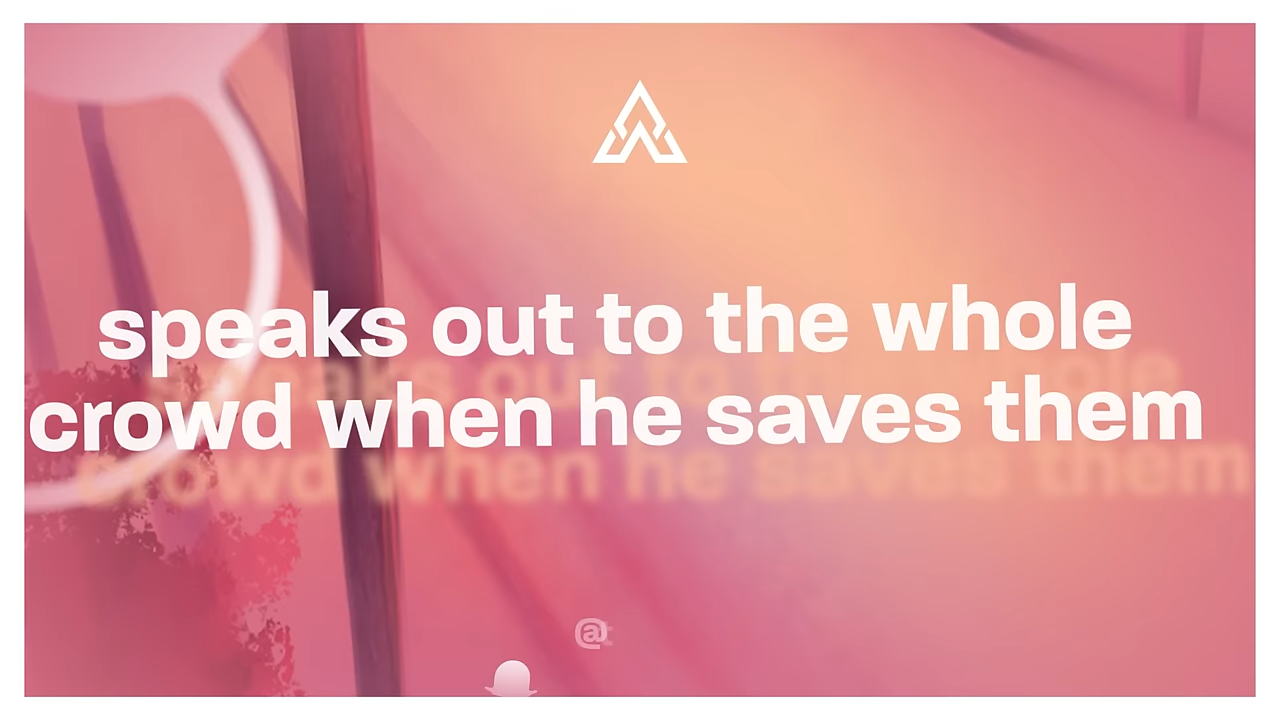 speaks out to the whole
crowd when he saves them
@